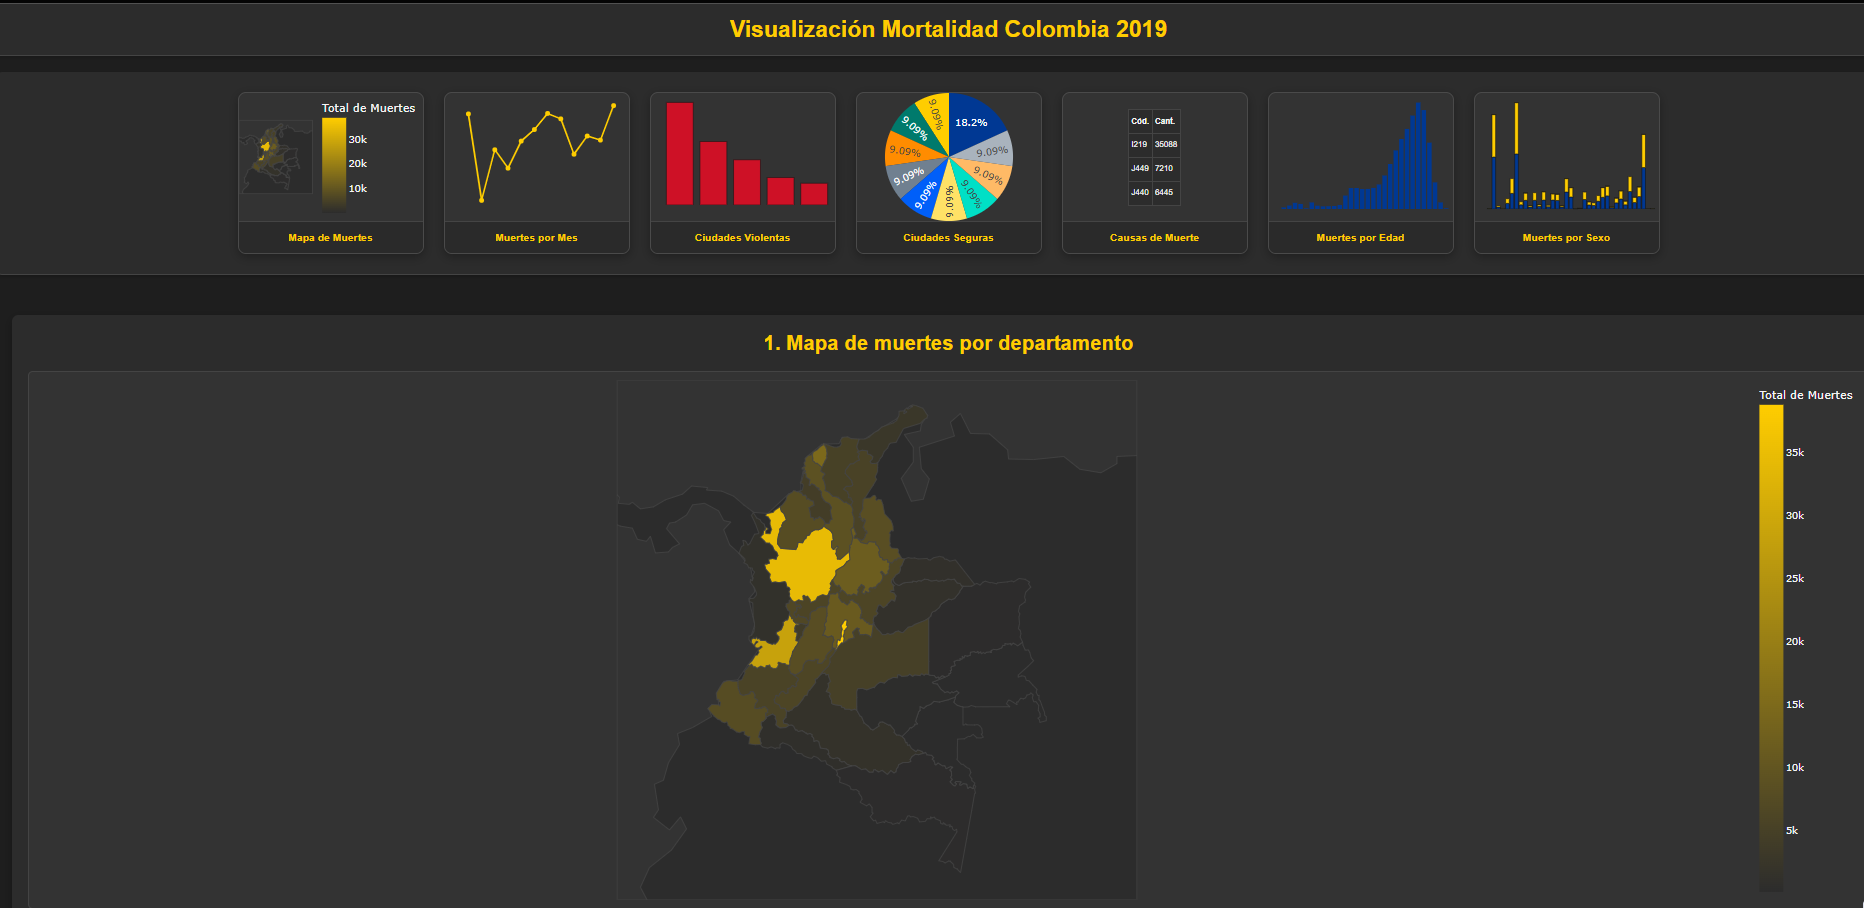 Visualización Mortalidad Colombia 2019
Total de Muertes
30k
20k
10k
Mapa de Muertes
Muertes por Mes
Ciudades Violentas
18.2%
9.09%
9.09%
9.09%
9.09%
9.09%
9.09%
9.09%
9.09%
9.09%
Ciudades Seguras
Cód. Cant.
I219 35088
J449 7210
J440 6445
Causas de Muerte
Muertes por Edad
Muertes por Sexo
1. Mapa de muertes por departamento
Total de Muertes
35k
30k
25k
20k
15k
10k
5k